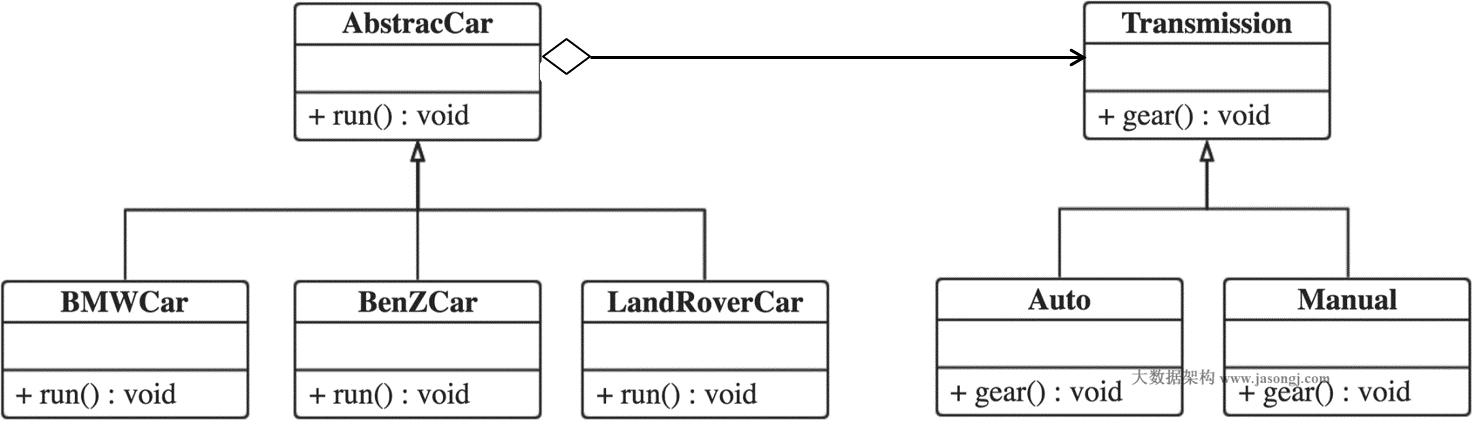 AbstracCar
+ run() : void
Transmission
+ gear() : void
BMWCar
+ run() : void
BenZCar
+ run() : void
LandRoverCar
+ run() : void
Auto
+ gear() : void
Manual
+ gear() : void
大数据架构 www.jasongj.com